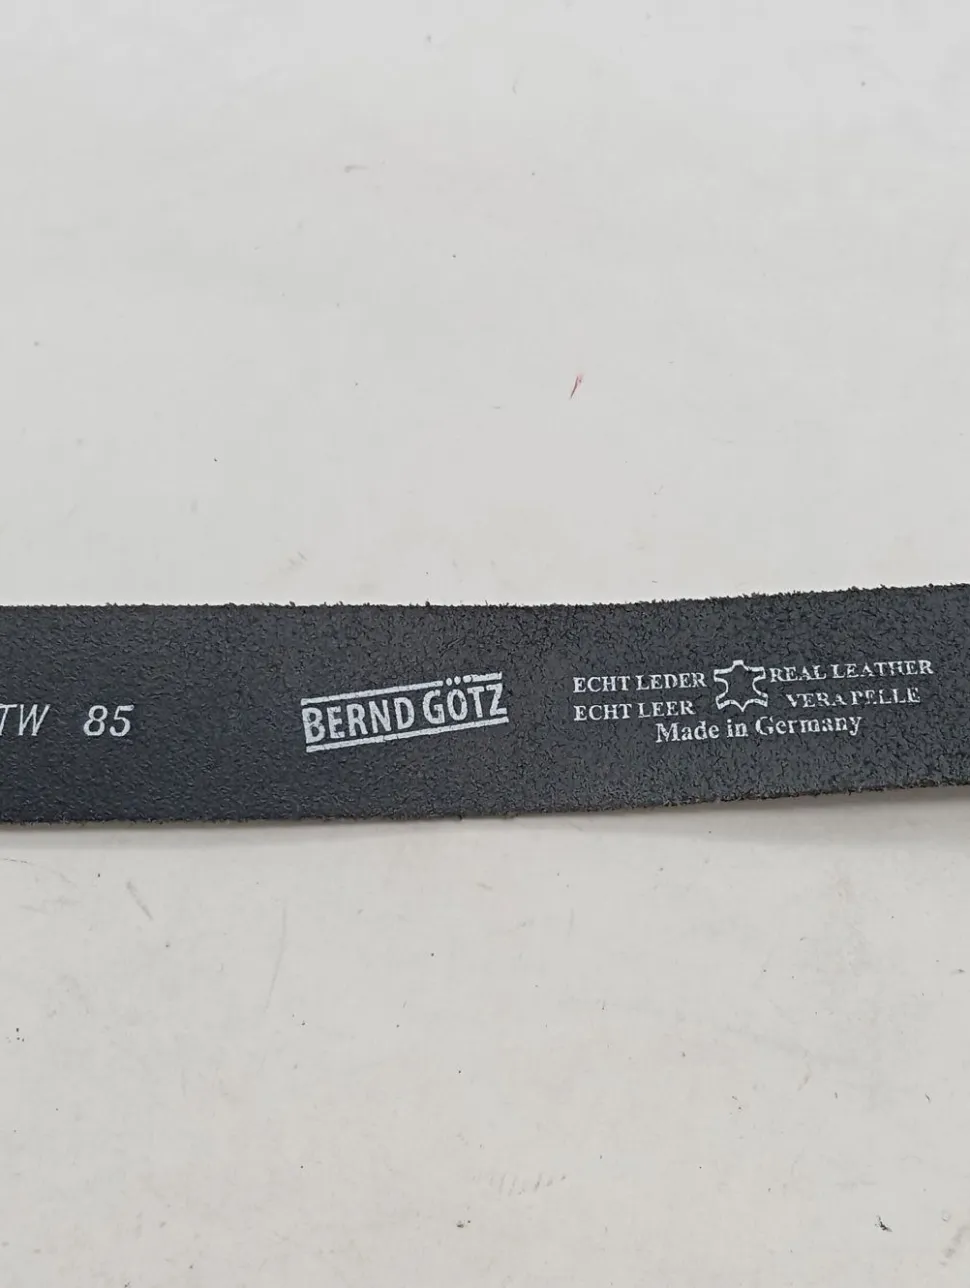 TW 85
BERND GÖTZ
ECHT LEDER REAL LEATHER
ECHT LEER VERA PELLE
Made in Germany